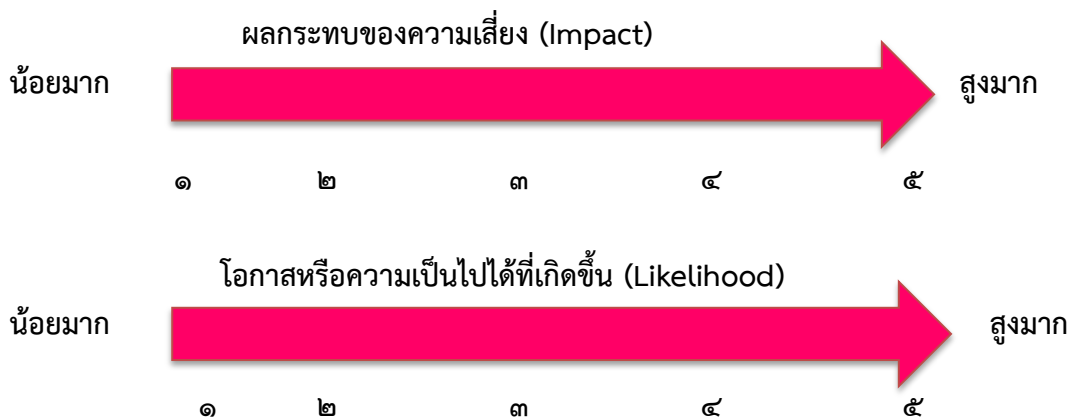 ผลกระทบของความเสี่ยง (Impact)
น้อยมาก สูงมาก
๑ ๒ ๓ ๔ ๕
โอกาสหรือความเป็นไปได้ที่เกิดขึ้น (Likelihood)
น้อยมาก สูงมาก
๑ ๒ ๓ ๔ ๕